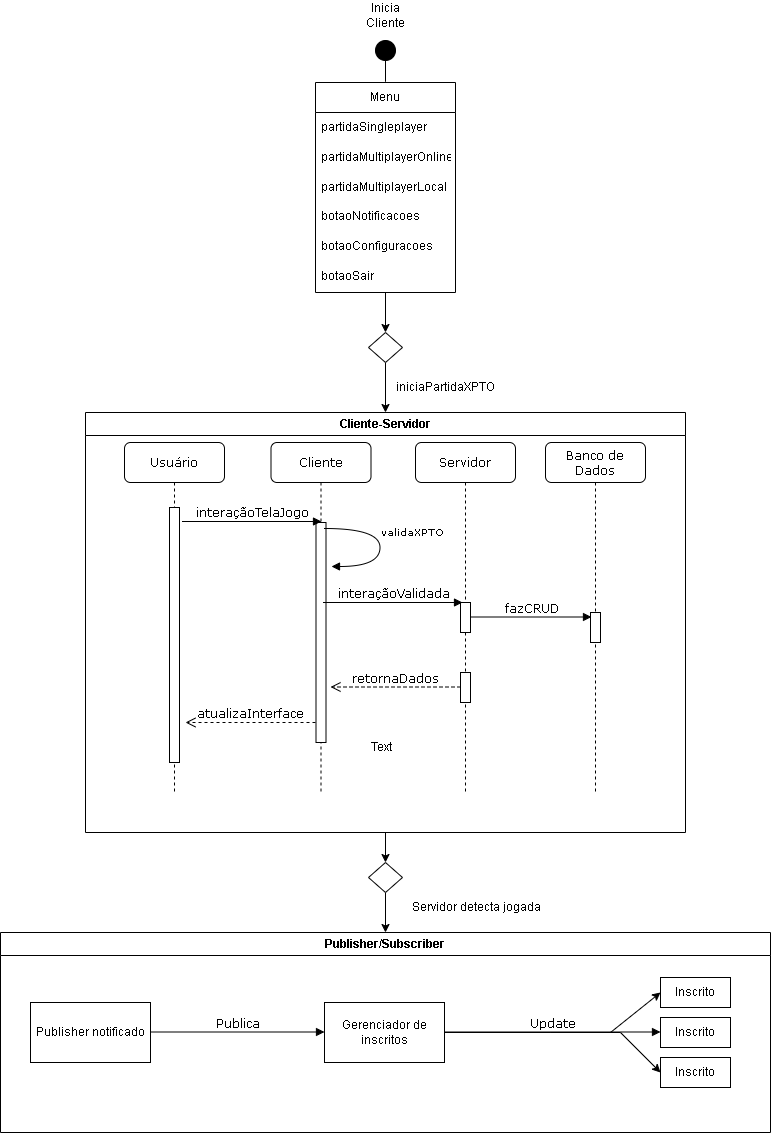 Inicia
Cliente
Menu
partidaSingleplayer
partidaMultiplayerOnline
partidaMultiplayerLocal
botaoNotificacoes
botaoConfiguracoes
botaoSair
iniciaPartidaXPTO
Cliente-Servidor
Usuário
Cliente
Servidor
Banco de
Dados
interaçãoTelaJogo
validaXPTO
interaçãoValidada
fazCRUD
retornaDados
atualizaInterface
Text
Servidor detecta jogada
Publisher/Subscriber
Publisher notificado
Publica
Gerenciador de
inscritos
Update
Inscrito
Inscrito
Inscrito